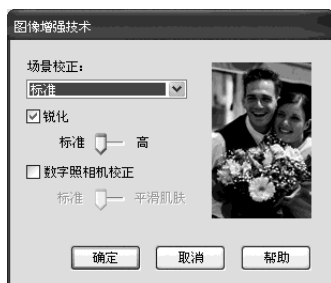 图像增强技术
场景校正：
标准
锐化
标准 高
数字照相机校正
标准 平滑肌肤
确定 取消 帮助